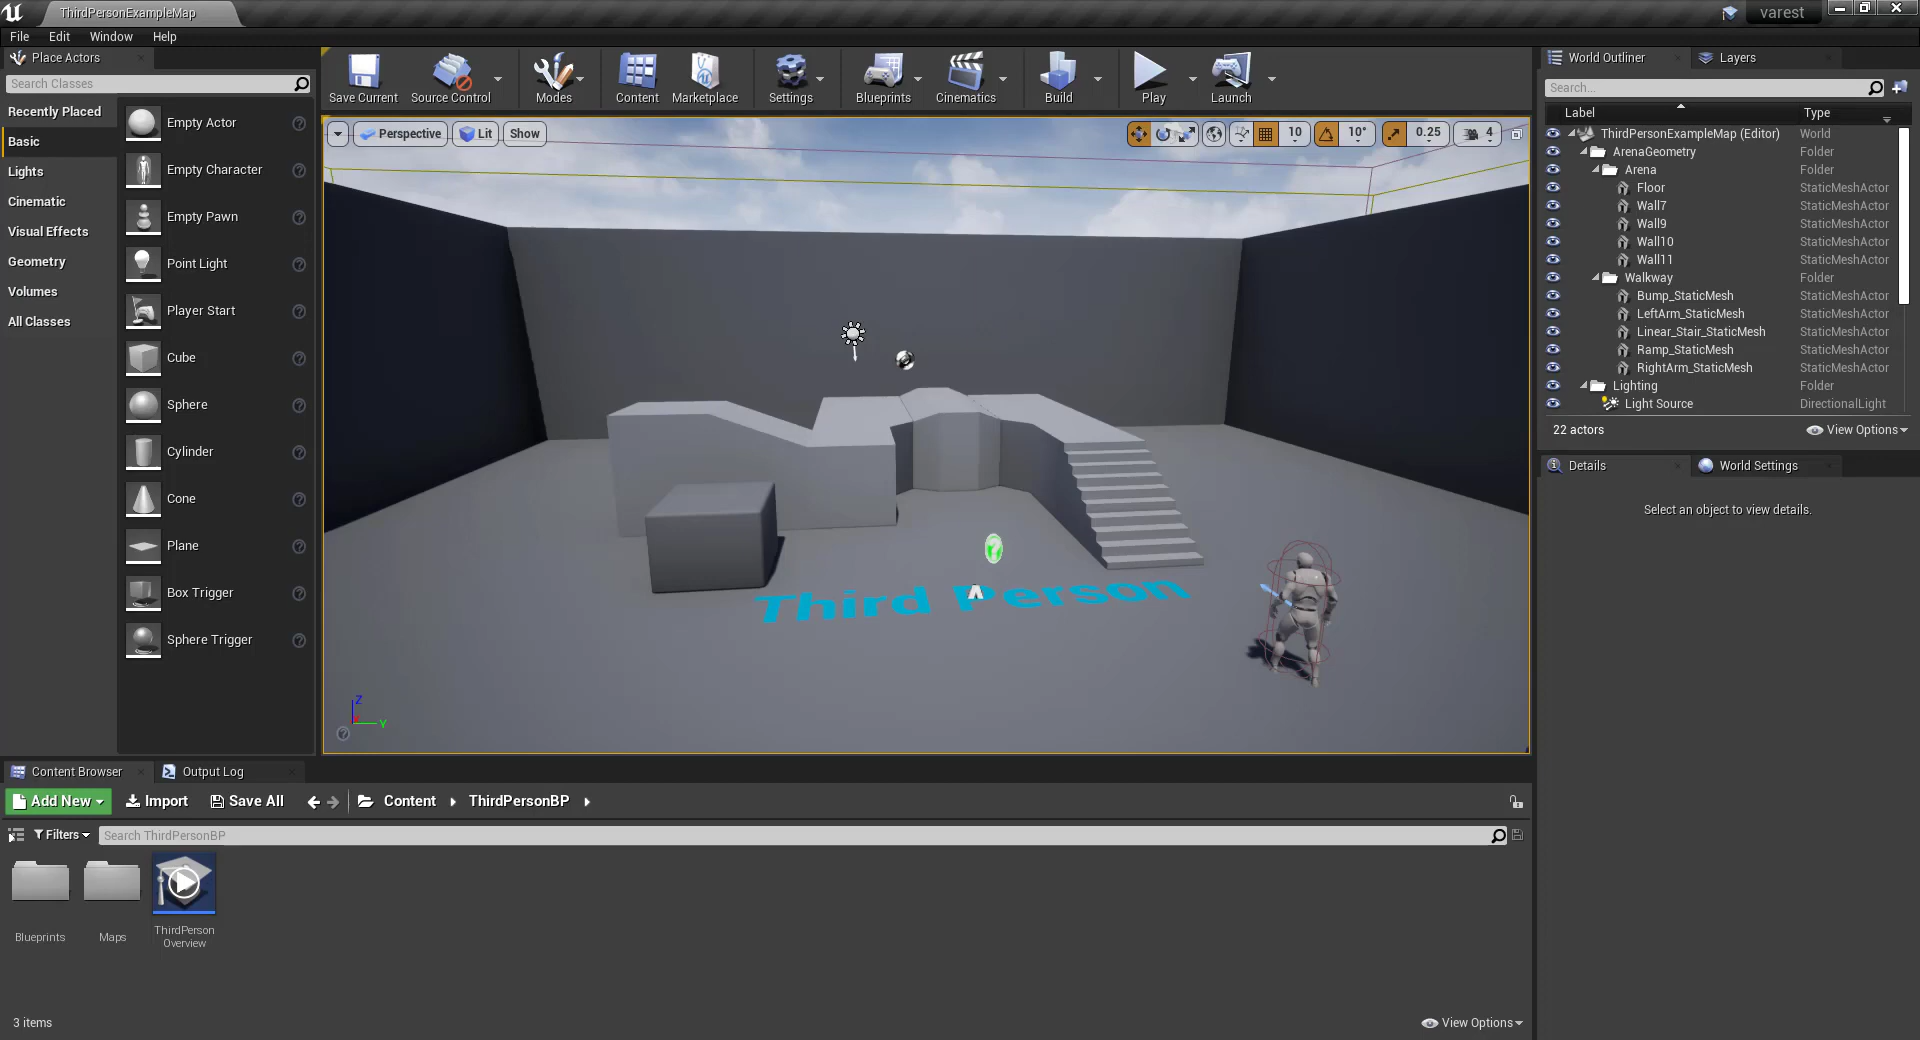 ThirdPersonExampleMap
varest
File Edit Window Help
Place Actors
Search Classes
Recently Placed
Basic
Lights
Cinematic
Visual Effects
Geometry
Volumes
All Classes
Empty Actor
Empty Character
Empty Pawn
Point Light
Player Start
Cube
Sphere
Cylinder
Cone
Plane
Box Trigger
Sphere Trigger
Save Current Source Control Modes Content Marketplace Settings Blueprints Cinematics Build Play Launch
Perspective Lit Show
10 10° 0.25 4
Third Person
Z
Y
World Outliner Layers
Search...
Label Type
ThirdPersonExampleMap (Editor) World
ArenaGeometry Folder
Arena Folder
Floor StaticMeshActor
Wall7 StaticMeshActor
Wall9 StaticMeshActor
Wall10 StaticMeshActor
Wall11 StaticMeshActor
Walkway Folder
Bump_StaticMesh StaticMeshActor
LeftArm_StaticMesh StaticMeshActor
Linear_Stair_StaticMesh StaticMeshActor
Ramp_StaticMesh StaticMeshActor
RightArm_StaticMesh StaticMeshActor
Lighting Folder
Light Source DirectionalLight
22 actors View Options
Details World Settings
Select an object to view details.
Content Browser Output Log
Add New Import Save All Content ThirdPersonBP
Filters Search ThirdPersonBP
Blueprints
Maps
ThirdPerson
Overview
3 items View Options